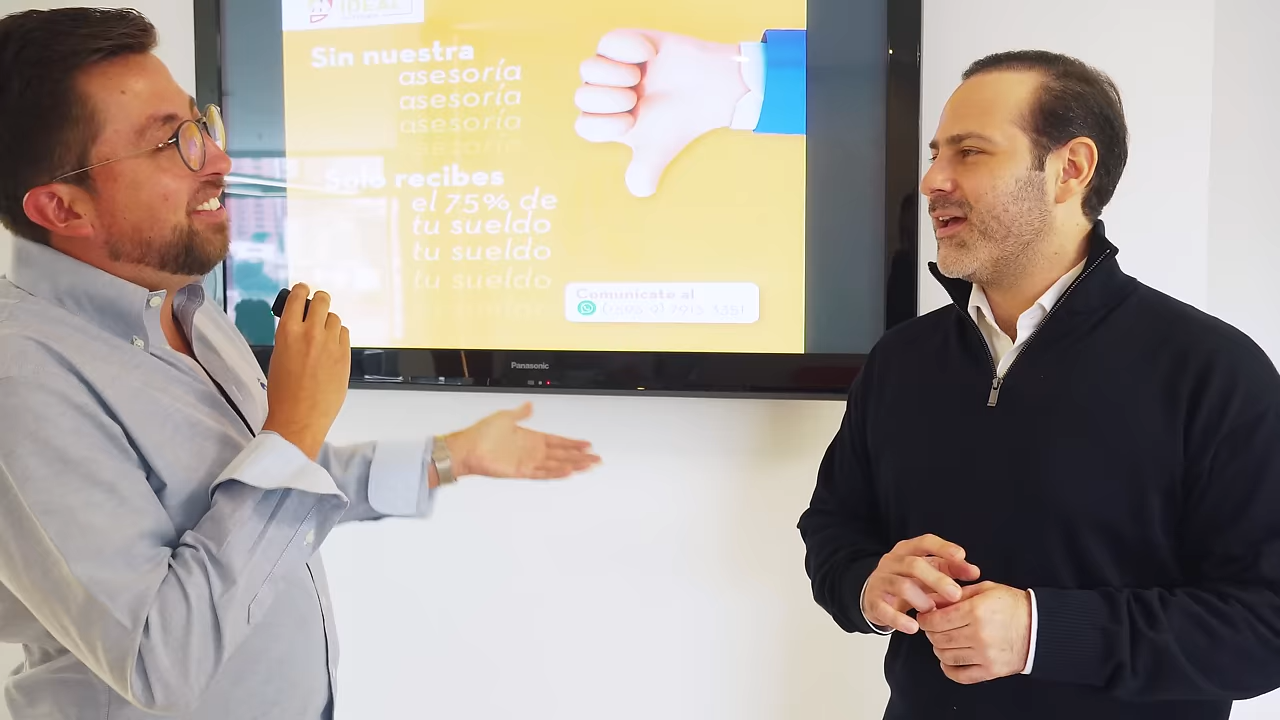 IDEAL
Sin nuestra
asesoría
asesoría
asesoría
Solo recibes
el 75% de
tu sueldo
tu sueldo
tu sueldo
Comunícate al
Panasonic